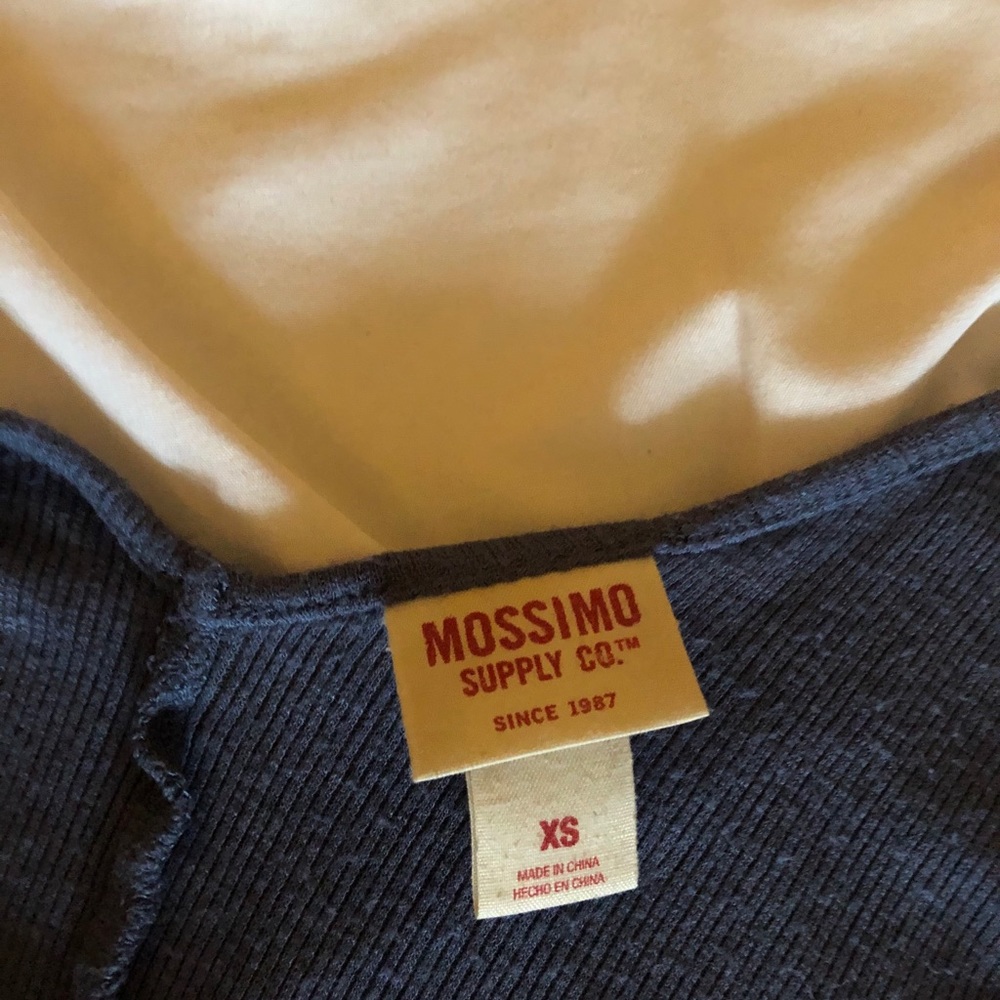 MOSSIMO
SUPPLY CO.™
SINCE 1987
XS
MADE IN CHINA
HECHO EN CHINA